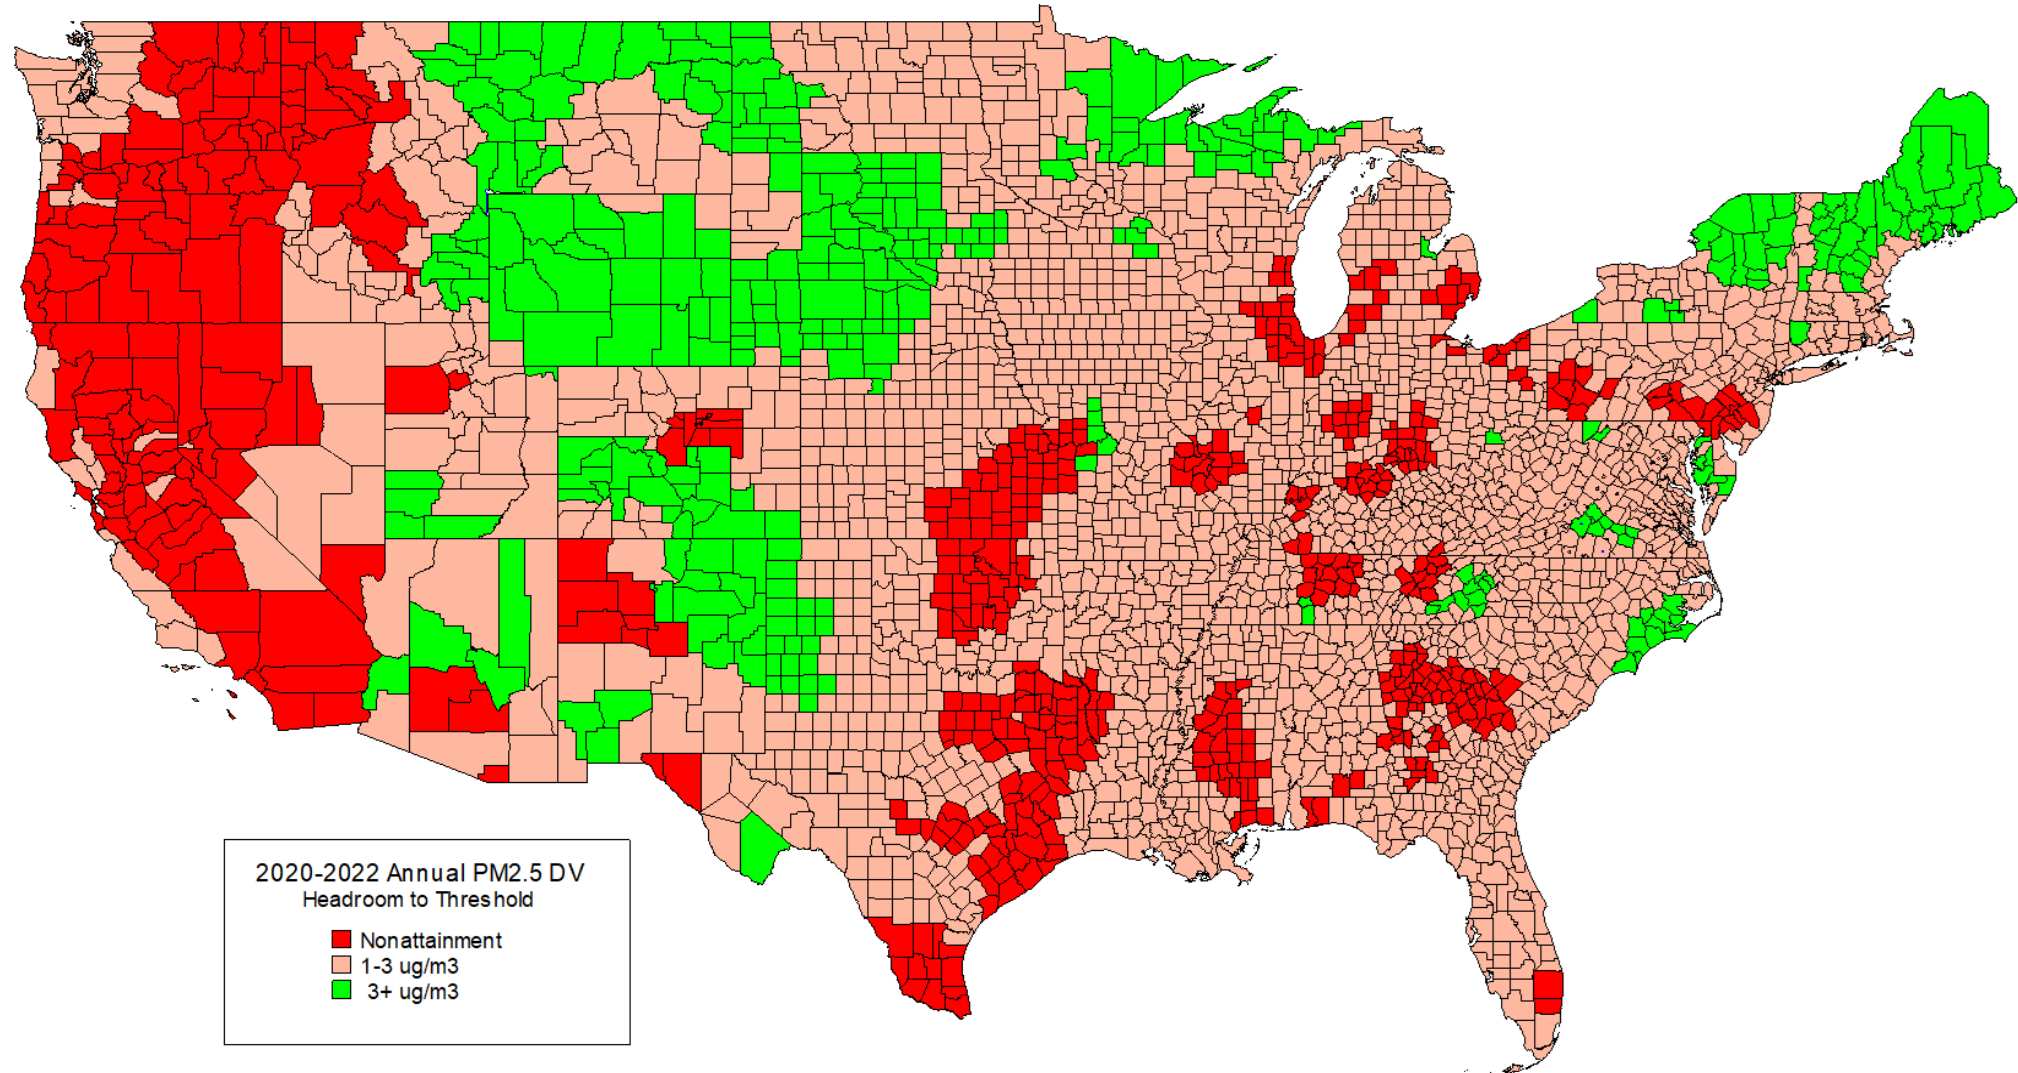 2020-2022 Annual PM2.5 DV
Headroom to Threshold
Nonattainment
1-3 ug/m3
3+ ug/m3